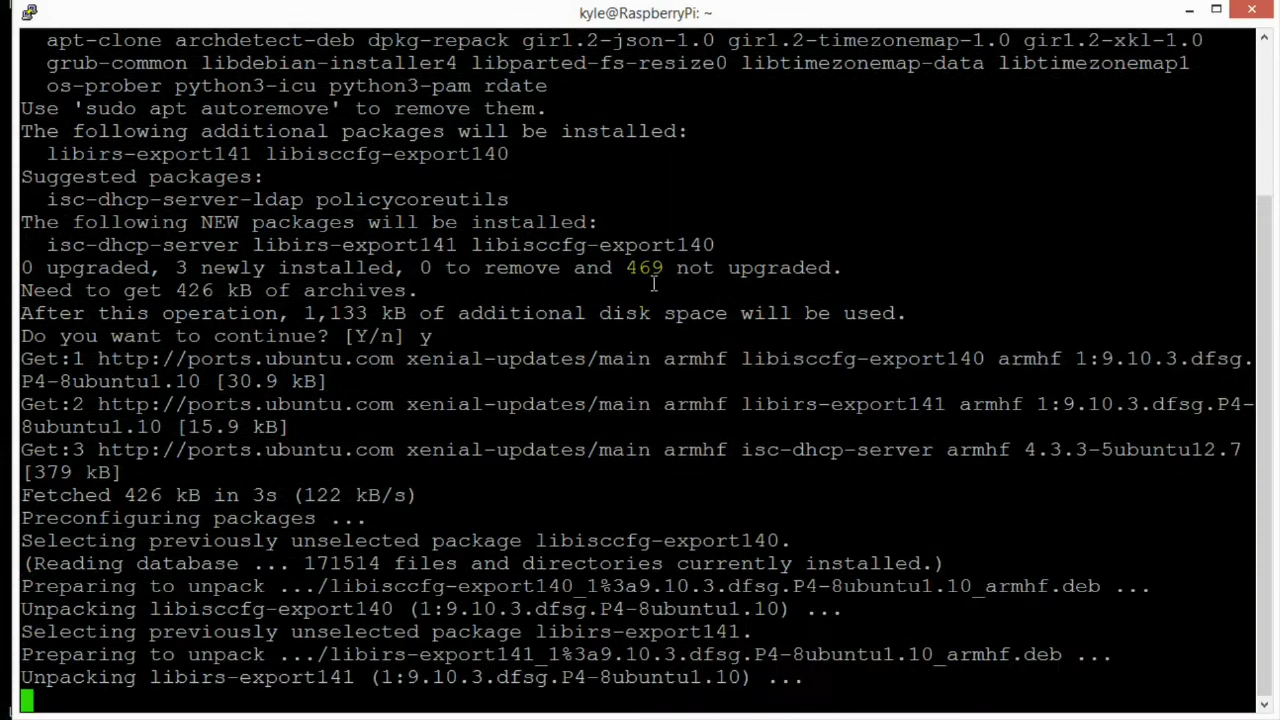 kyle@RaspberryPi: ~
apt-clone archdetect-deb dpkg-repack gir1.2-json-1.0 gir1.2-timezonemap-1.0 gir1.2-xkl-1.0
grub-common libdebian-installer4 libparted-fs-resize0 libtimezonemap-data libtimezonemap1
os-prober python3-icu python3-pam rdate
Use 'sudo apt autoremove' to remove them.
The following additional packages will be installed:
libirs-export141 libisccfg-export140
Suggested packages:
isc-dhcp-server-ldap policycoreutils
The following NEW packages will be installed:
isc-dhcp-server libirs-export141 libisccfg-export140
0 upgraded, 3 newly installed, 0 to remove and 469 not upgraded.
Need to get 426 kB of archives.
After this operation, 1,133 kB of additional disk space will be used.
Do you want to continue? [Y/n] y
Get:1 http://ports.ubuntu.com xenial-updates/main armhf libisccfg-export140 armhf 1:9.10.3.dfsg.
P4-8ubuntu1.10 [30.9 kB]
Get:2 http://ports.ubuntu.com xenial-updates/main armhf libirs-export141 armhf 1:9.10.3.dfsg.P4-
8ubuntu1.10 [15.9 kB]
Get:3 http://ports.ubuntu.com xenial-updates/main armhf isc-dhcp-server armhf 4.3.3-5ubuntu12.7
[379 kB]
Fetched 426 kB in 3s (122 kB/s)
Preconfiguring packages ...
Selecting previously unselected package libisccfg-export140.
(Reading database ... 171514 files and directories currently installed.)
Preparing to unpack .../libisccfg-export140_1%3a9.10.3.dfsg.P4-8ubuntu1.10_armhf.deb ...
Unpacking libisccfg-export140 (1:9.10.3.dfsg.P4-8ubuntu1.10) ...
Selecting previously unselected package libirs-export141.
Preparing to unpack .../libirs-export141_1%3a9.10.3.dfsg.P4-8ubuntu1.10_armhf.deb ...
Unpacking libirs-export141 (1:9.10.3.dfsg.P4-8ubuntu1.10) ...